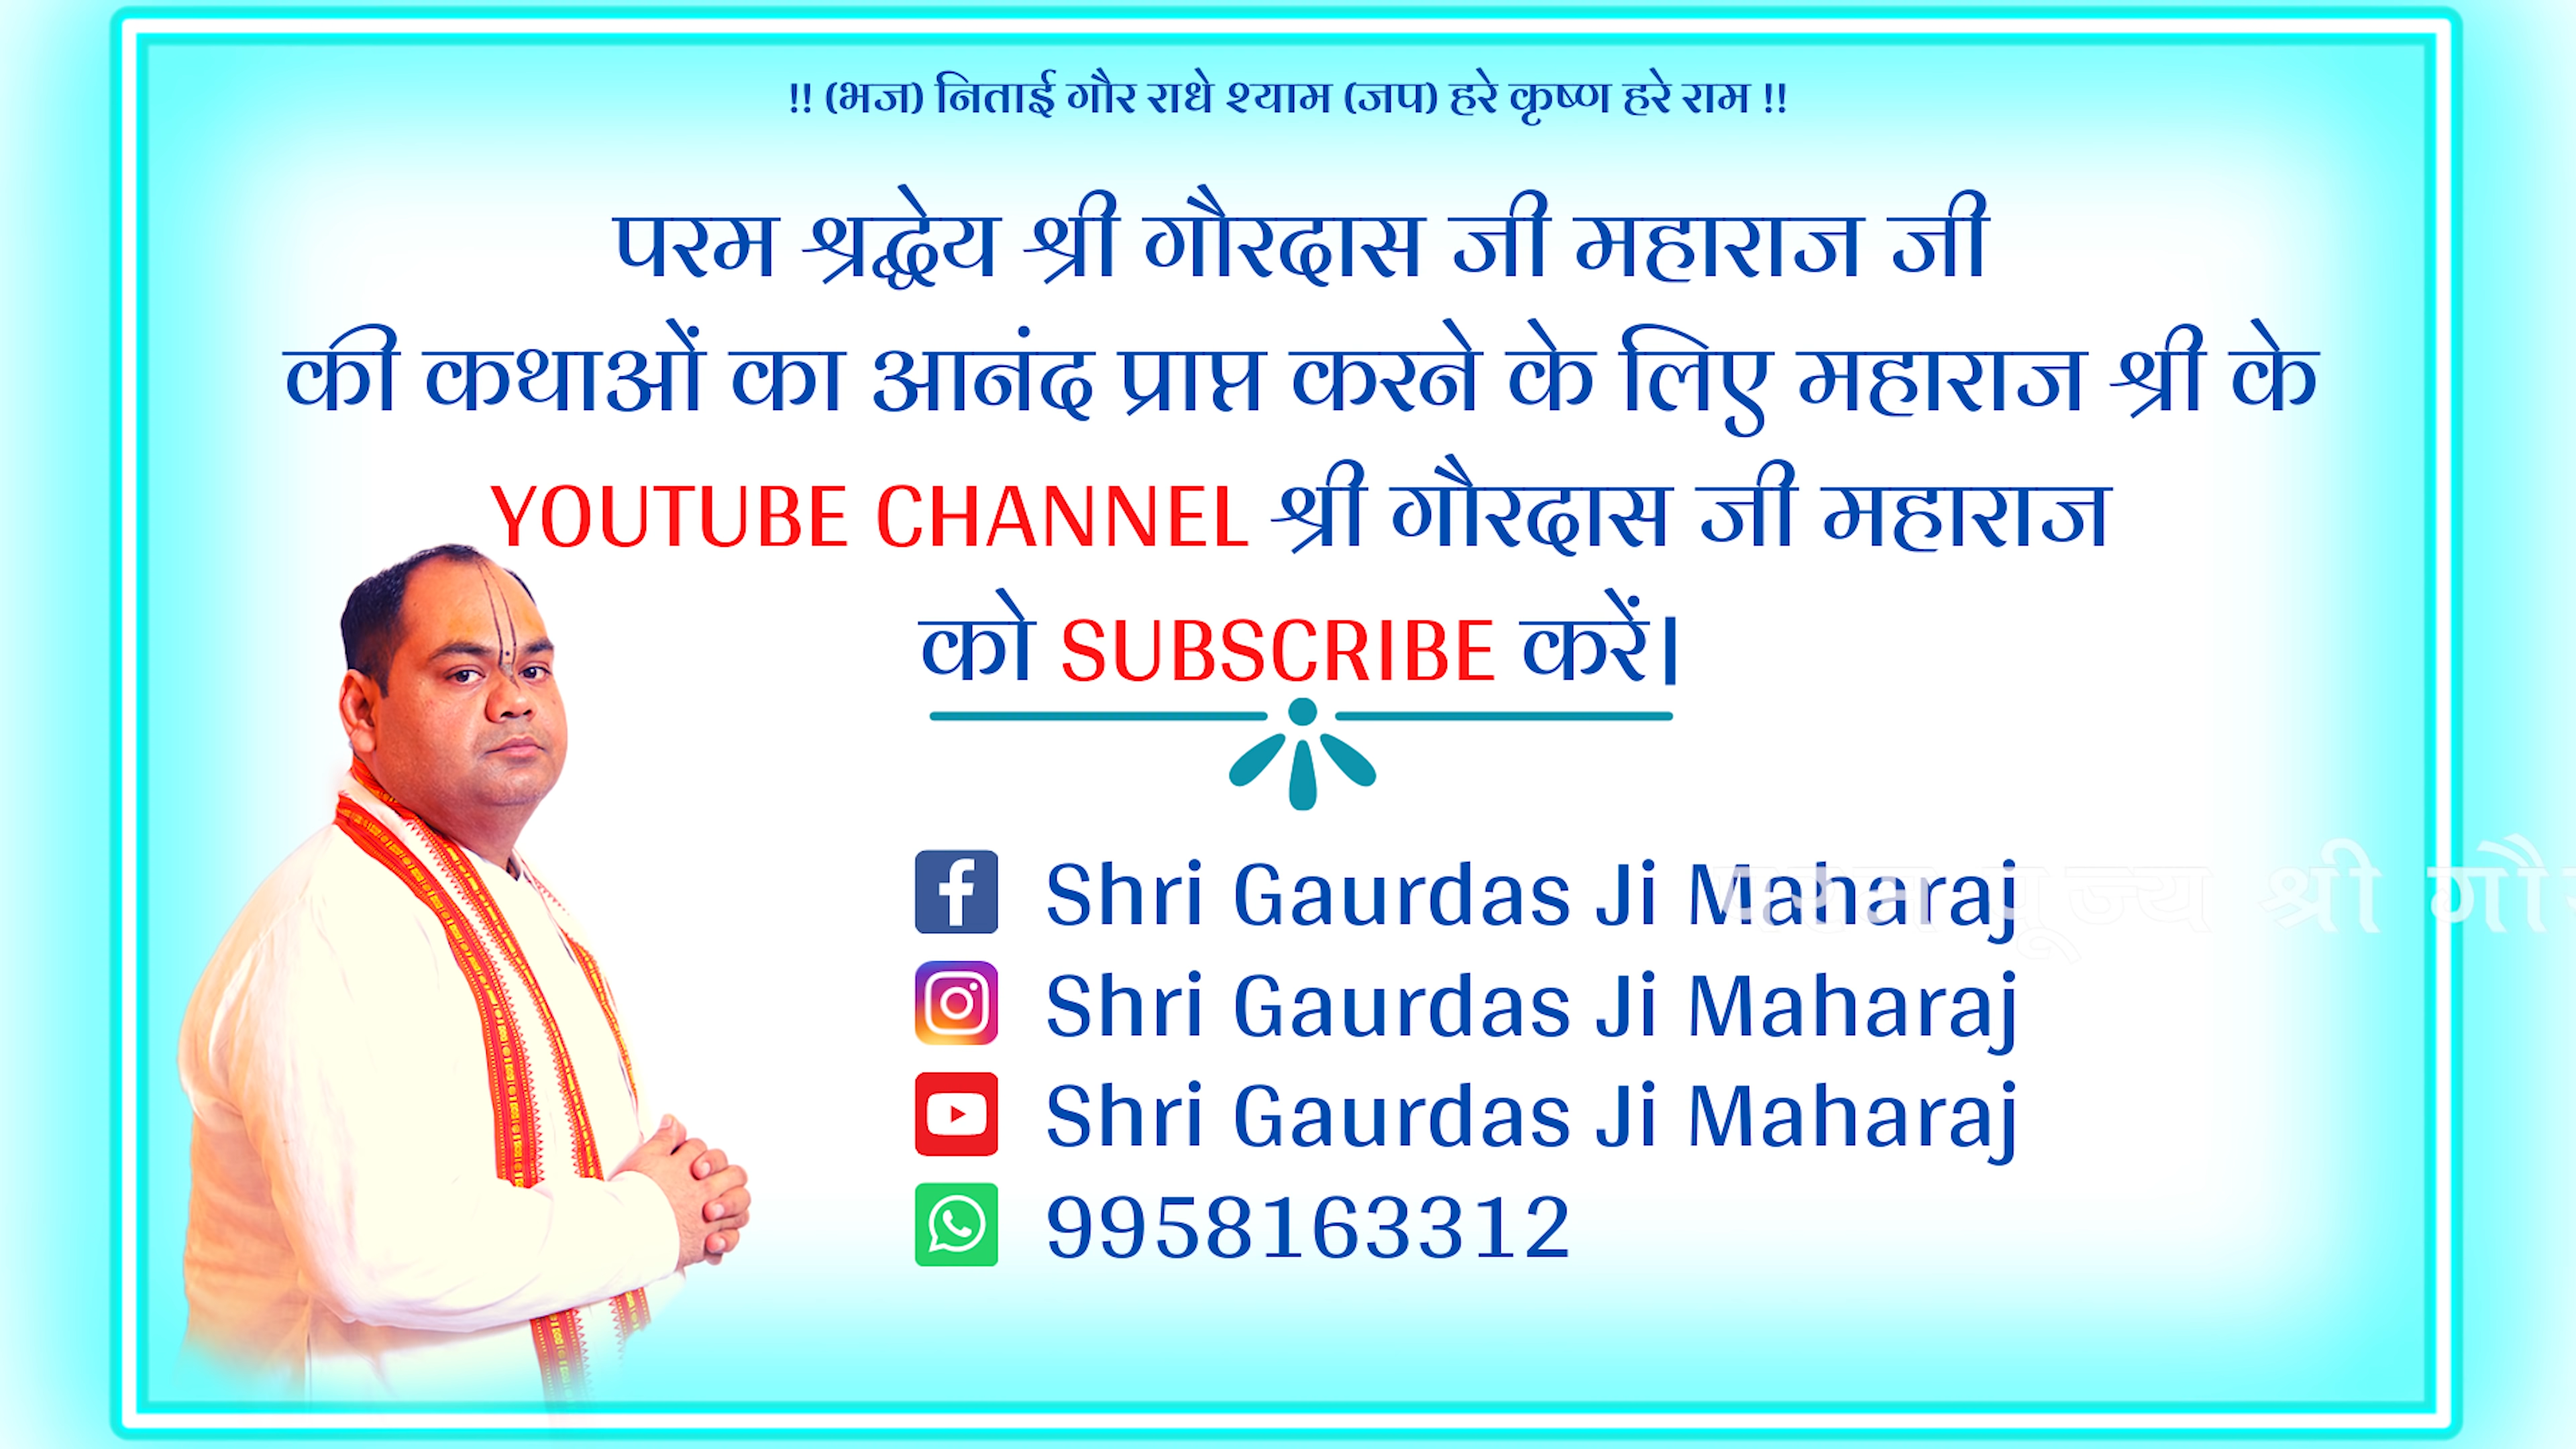 !! (भज) निताई गौर राधे श्याम (जप) हरे कृष्ण हरे राम !!
परम श्रद्धेय श्री गौरदास जी महाराज जी
की कथाओं का आनंद प्राप्त करने के लिए महाराज श्री के
YOUTUBE CHANNEL श्री गौरदास जी महाराज
को SUBSCRIBE करें।
Shri Gaurdas Ji Maharaj
परम पूज्य श्री गौ
Shri Gaurdas Ji Maharaj
Shri Gaurdas Ji Maharaj
9958163312